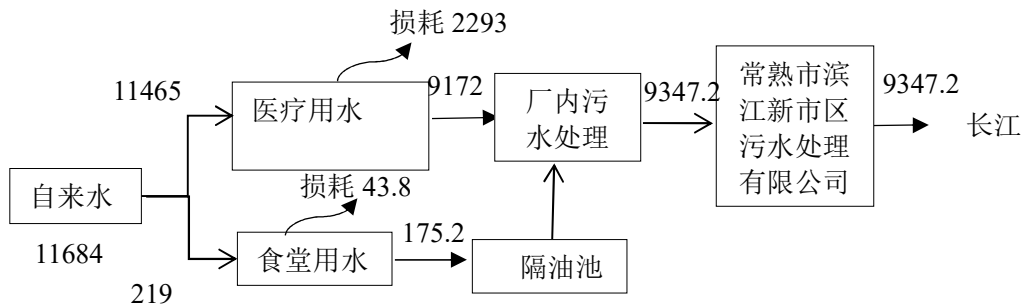 损耗 2293
11465
医疗用水
9172
厂内污
水处理
9347.2
常熟市滨
江新市区
污水处理
有限公司
9347.2
长江
自来水
11684
219
损耗 43.8
食堂用水
175.2
隔油池